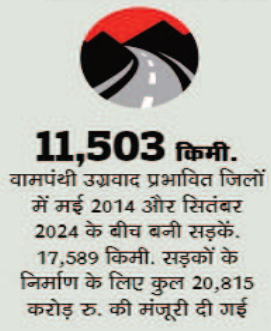 11,503 किमी.
वामपंथी उग्रवाद प्रभावित जिलों
में मई 2014 और सितंबर
2024 के बीच बनी सड़कें.
17,589 किमी. सड़कों के
निर्माण के लिए कुल 20,815
करोड़ रु. की मंजूरी दी गई